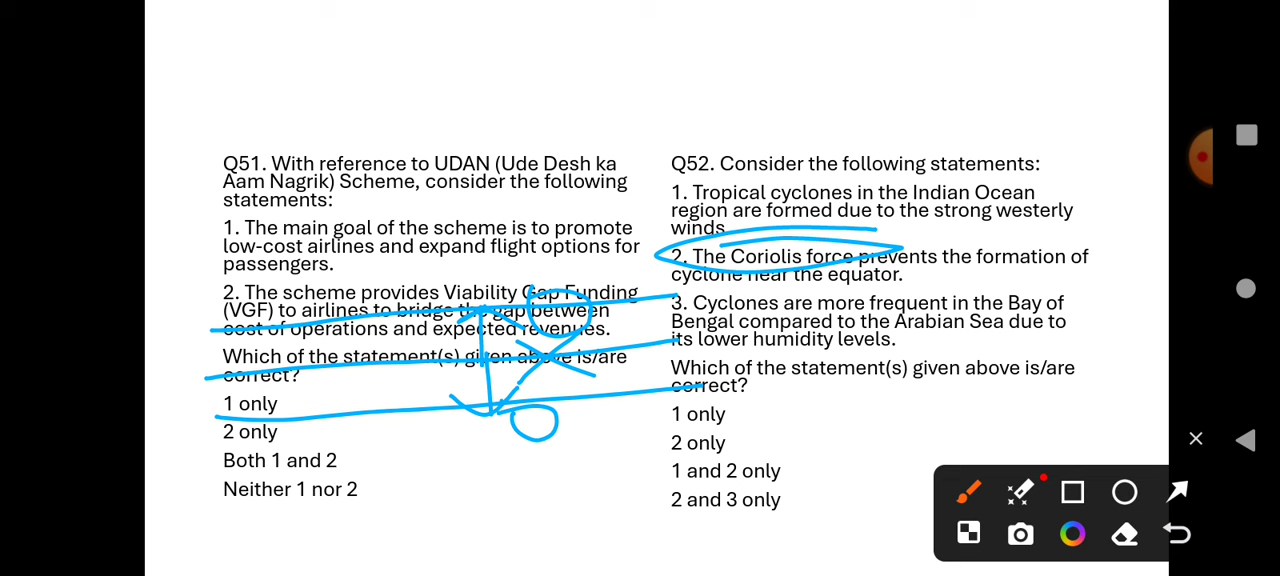 Q51. With reference to UDAN (Ude Desh ka
Aam Nagrik) Scheme, consider the following
statements:
1. The main goal of the scheme is to promote
low-cost airlines and expand flight options for
passengers.
2. The scheme provides Viability Gap Funding
(VGF) to airlines to bridge the gap between
cost of operations and expected revenues.
Which of the statement(s) given above is/are
correct?
1 only
2 only
Both 1 and 2
Neither 1 nor 2
Q52. Consider the following statements:
1. Tropical cyclones in the Indian Ocean
region are formed due to the strong westerly
winds.
2. The Coriolis force prevents the formation of
cyclone near the equator.
3. Cyclones are more frequent in the Bay of
Bengal compared to the Arabian Sea due to
its lower humidity levels.
Which of the statement(s) given above is/are
correct?
1 only
2 only
1 and 2 only
2 and 3 only